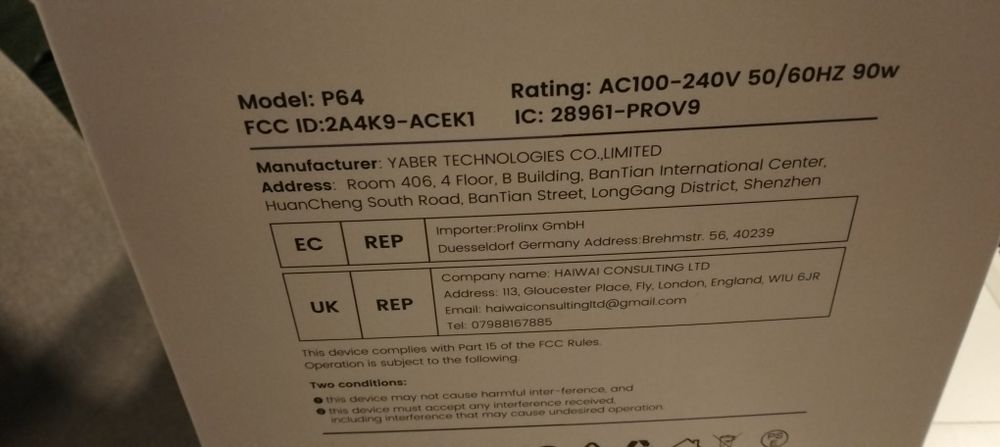 Model: P64
Rating: AC100-240V 50/60HZ 90w
FCC ID:2A4K9-ACEK1
IC: 28961-PROV9
Manufacturer: YABER TECHNOLOGIES CO.,LIMITED
Address: Room 406, 4 Floor, B Building, BanTian International Center,
HuanCheng South Road, BanTian Street, LongGang District, Shenzhen
EC
REP
Importer:Prolinx GmbH
Duesseldorf Germany Address:Brehmstr. 56, 40239
UK
REP
Company name: HAIWAI CONSULTING LTD
Address: 113, Gloucester Place, Fly, London, England, W1U 6JR
Email: haiwaiconsultingltd@gmail.com
Tel: 07988167885
This device complies with Part 15 of the FCC Rules.
Operation is subject to the following.
Two conditions:
❶ this device may not cause harmful inter-ference, and
❷ this device must accept any interference received,
including interference that may cause undesired operation.
PS
E